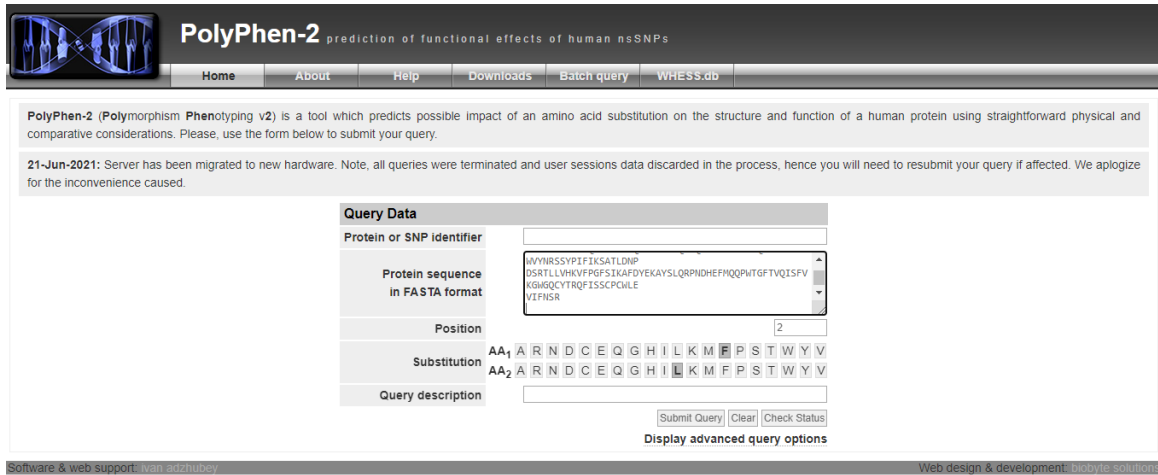 PolyPhen-2 prediction of functional effects of human nsSNPs
Home About Help Downloads Batch query WHESS.db
PolyPhen-2 (Polymorphism Phenotyping v2) is a tool which predicts possible impact of an amino acid substitution on the structure and function of a human protein using straightforward physical and
comparative considerations. Please, use the form below to submit your query.
21-Jun-2021: Server has been migrated to new hardware. Note, all queries were terminated and user sessions data discarded in the process, hence you will need to resubmit your query if affected. We aplogize
for the inconvenience caused.
Query Data
Protein or SNP identifier
Protein sequence
in FASTA format
WVYNRSSYPIFIKSATLDNP
DSRTLLVHKVFPGFSIKAFDYEKAYSLQRPNDHEFMQQPWTGFTVQISFV
KGWGQCYTRQFISSCPCWLE
VIFNSR
Position 2
Substitution
AA1 A R N D C E Q G H I L K M F P S T W Y V
AA2 A R N D C E Q G H I L K M F P S T W Y V
Query description
Submit Query Clear Check Status
Display advanced query options
Software & web support: ivan adzhubey
Web design & development: biobyte solutions